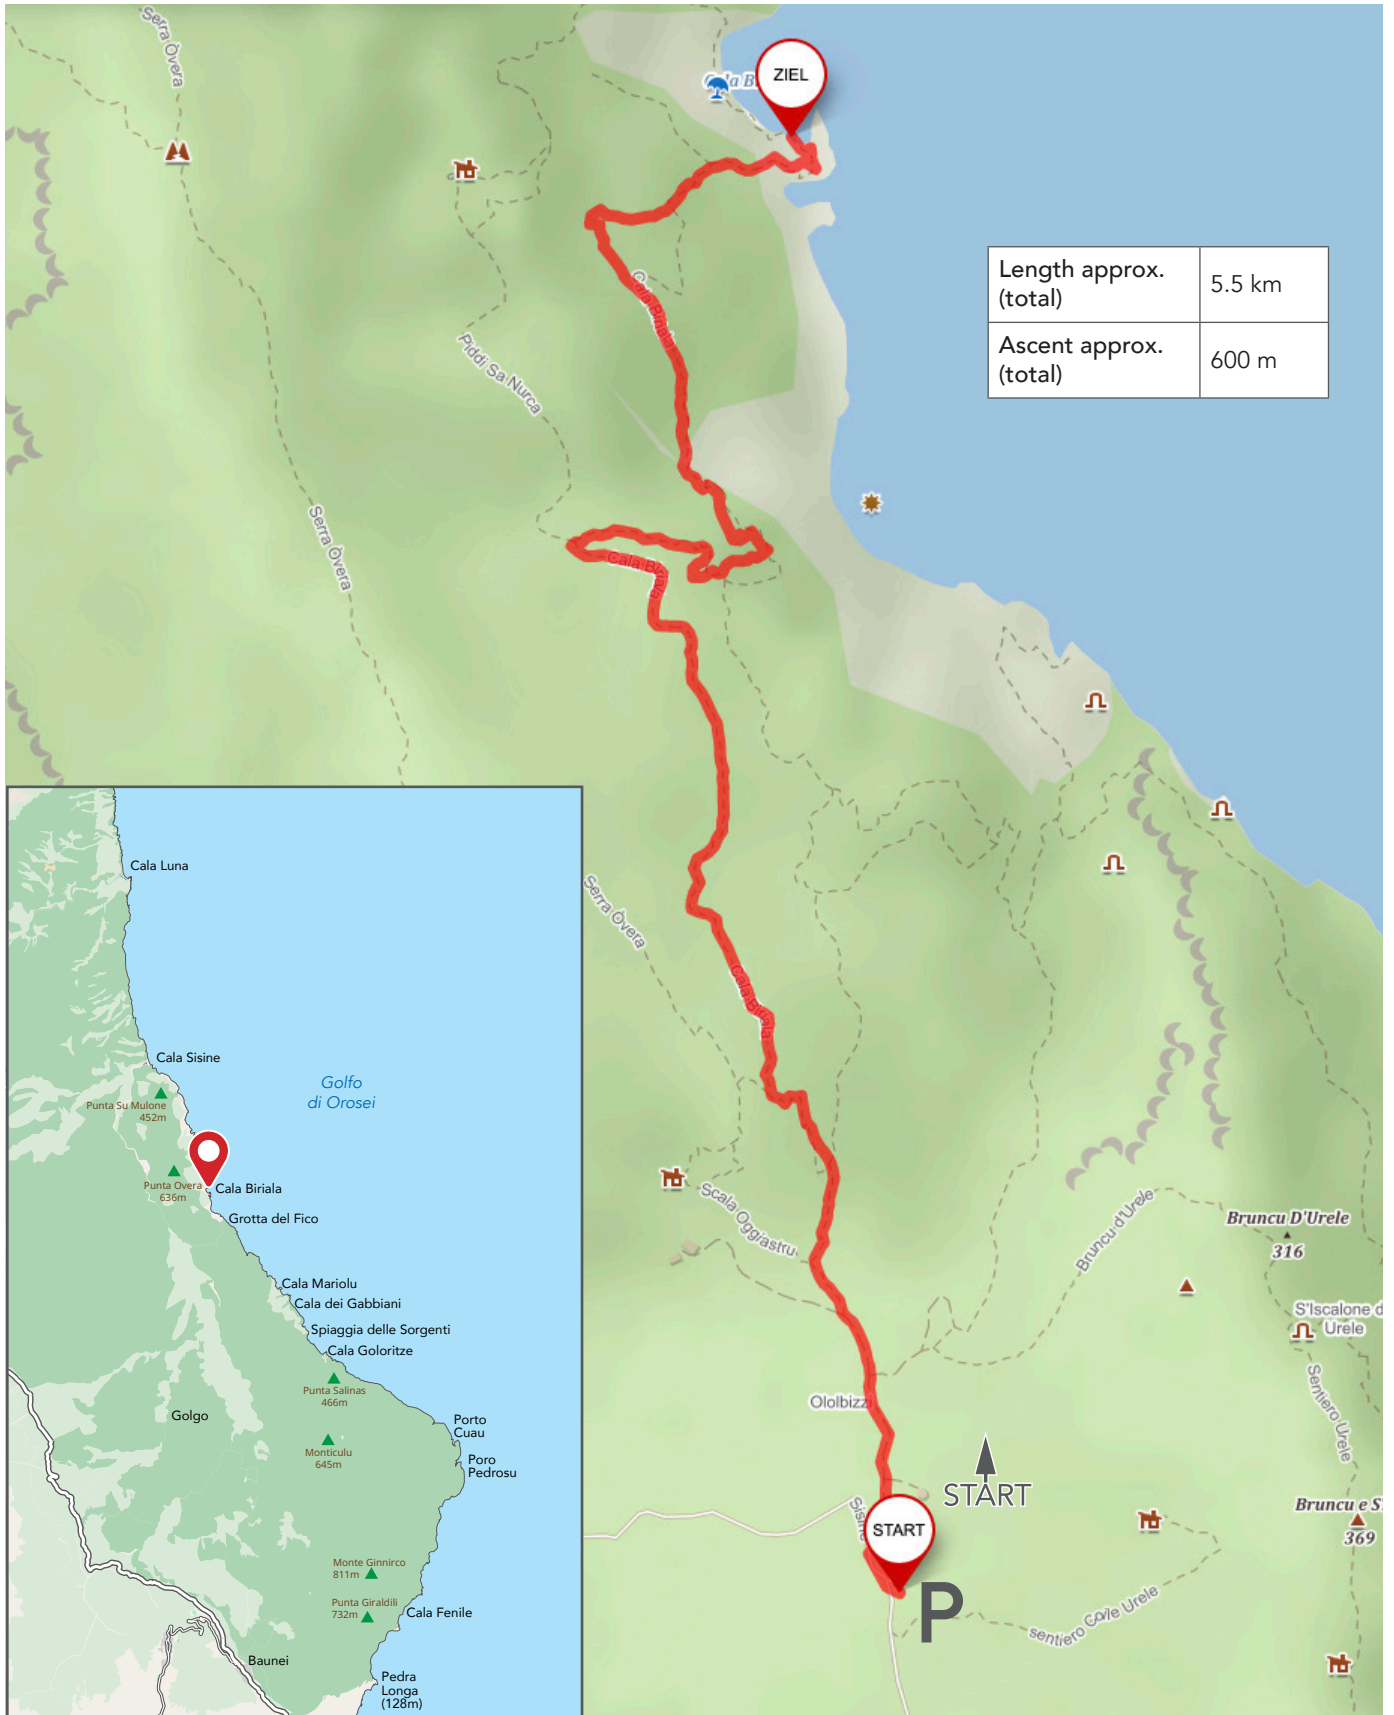 Serra Òvera
Cala B
ZIEL
Length approx.
(total)
5.5 km
Ascent approx.
(total)
600 m
Cala Biriala
Piddi Sa Nurca
Serra Òvera
Cala Biriala
Serra Òvera
Cala Biriala
Scala Oggiastru
Bruncu d'Urele
Bruncu D'Urele
316
S'Iscalone d
Urele
Sentiero Urele
Ololbizzi
START
Sisine
START
P
Bruncu e S
369
sentiero Coile Urele
Cala Luna
Cala Sisine
Golfo
di Orosei
Punta Su Mulone
452m
Punta Overa
636m
Cala Biriala
Grotta del Fico
Cala Mariolu
Cala dei Gabbiani
Spiaggia delle Sorgenti
Cala Goloritze
Punta Salinas
466m
Golgo
Porto
Cuau
Monticulu
645m
Poro
Pedrosu
Monte Ginnirco
811m
Punta Giraldili
732m
Cala Fenile
Baunei
Pedra
Longa
(128m)